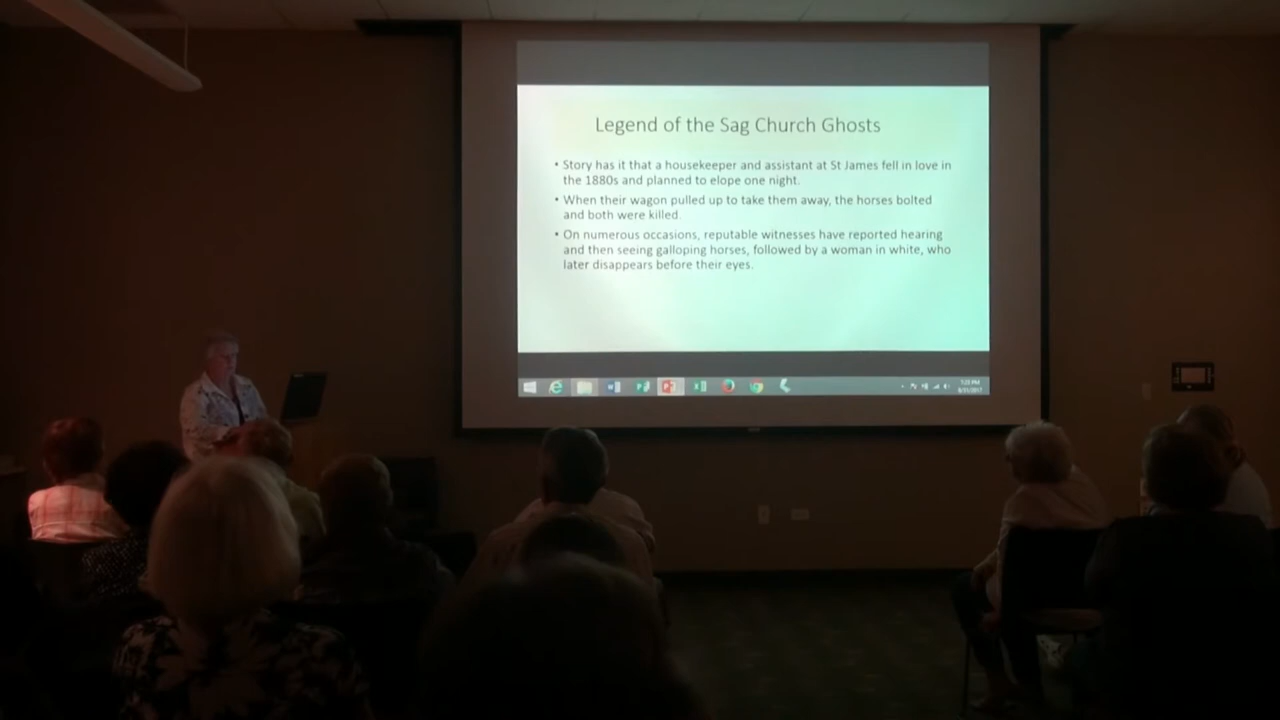 Legend of the Sag Church Ghosts
• Story has it that a housekeeper and assistant at St James fell in love in
the 1880s and planned to elope one night.
• When their wagon pulled up to take them away, the horses bolted
and both were killed.
• On numerous occasions, reputable witnesses have reported hearing
and then seeing galloping horses, followed by a woman in white, who
later disappears before their eyes.